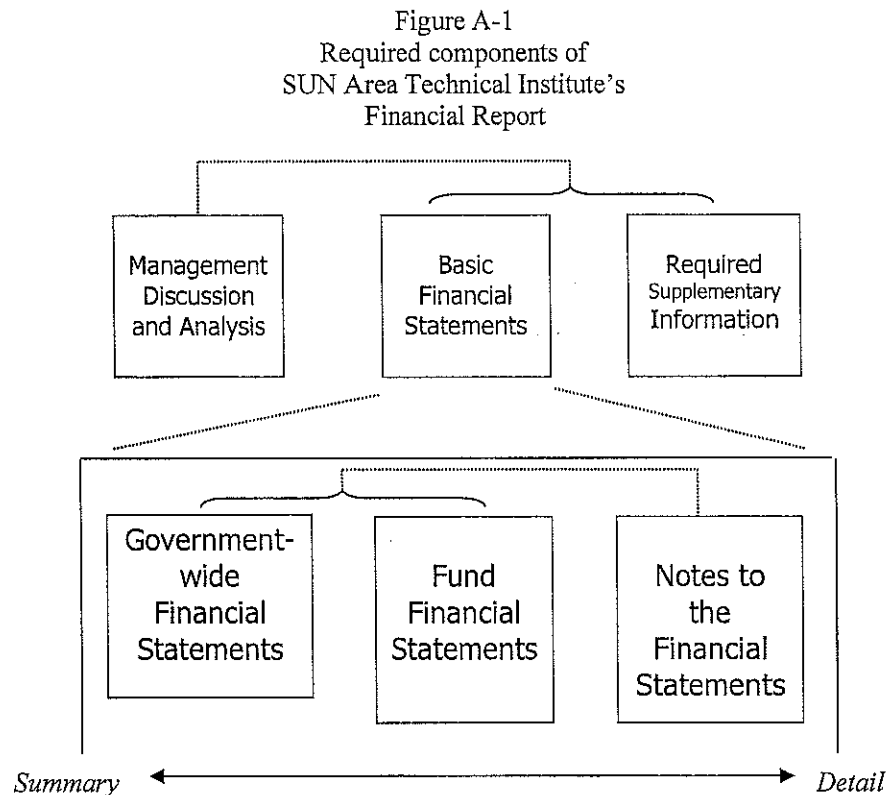 Figure A-1
Required components of
SUN Area Technical Institute's
Financial Report
Management
Discussion
and Analysis
Basic
Financial
Statements
Required
Supplementary
Information
Government-
wide
Financial
Statements
Fund
Financial
Statements
Notes to
the
Financial
Statements
Summary
Detail